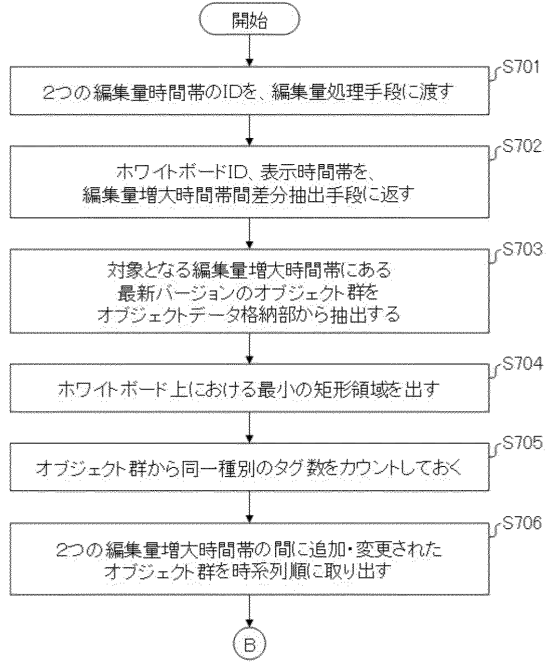 開始
S701
2つの編集量時間帯のIDを、編集量処理手段に渡す
S702
ホワイトボードID、表示時間帯を、
編集量増大時間帯間差分抽出手段に返す
S703
対象となる編集量増大時間帯にある
最新バージョンのオブジェクト群を
オブジェクトデータ格納部から抽出する
S704
ホワイトボード上における最小の矩形領域を出す
S705
オブジェクト群から同一種別のタグ数をカウントしておく
S706
2つの編集量増大時間帯の間に追加・変更された
オブジェクト群を時系列順に取り出す
B